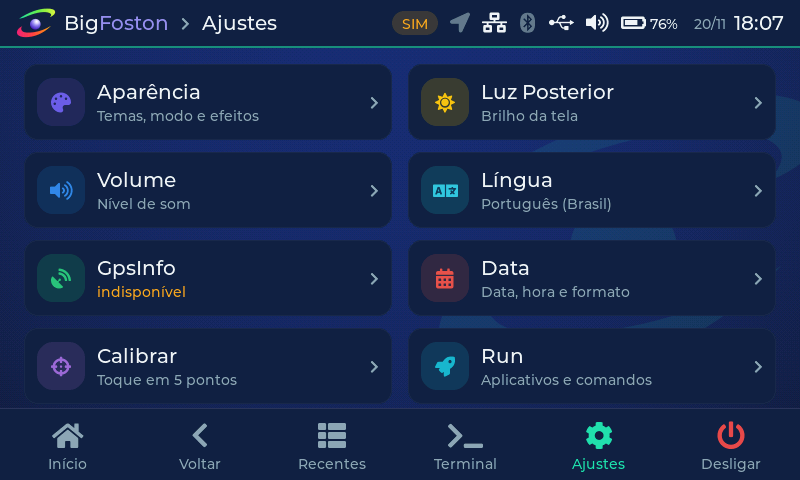 BigFoston > Ajustes
SIM
76%
20/11 18:07
Aparência
Temas, modo e efeitos
Luz Posterior
Brilho da tela
Volume
Nível de som
Língua
Português (Brasil)
GpsInfo
indisponível
Data
Data, hora e formato
Calibrar
Toque em 5 pontos
Run
Aplicativos e comandos
Início
Voltar
Recentes
Terminal
Ajustes
Desligar